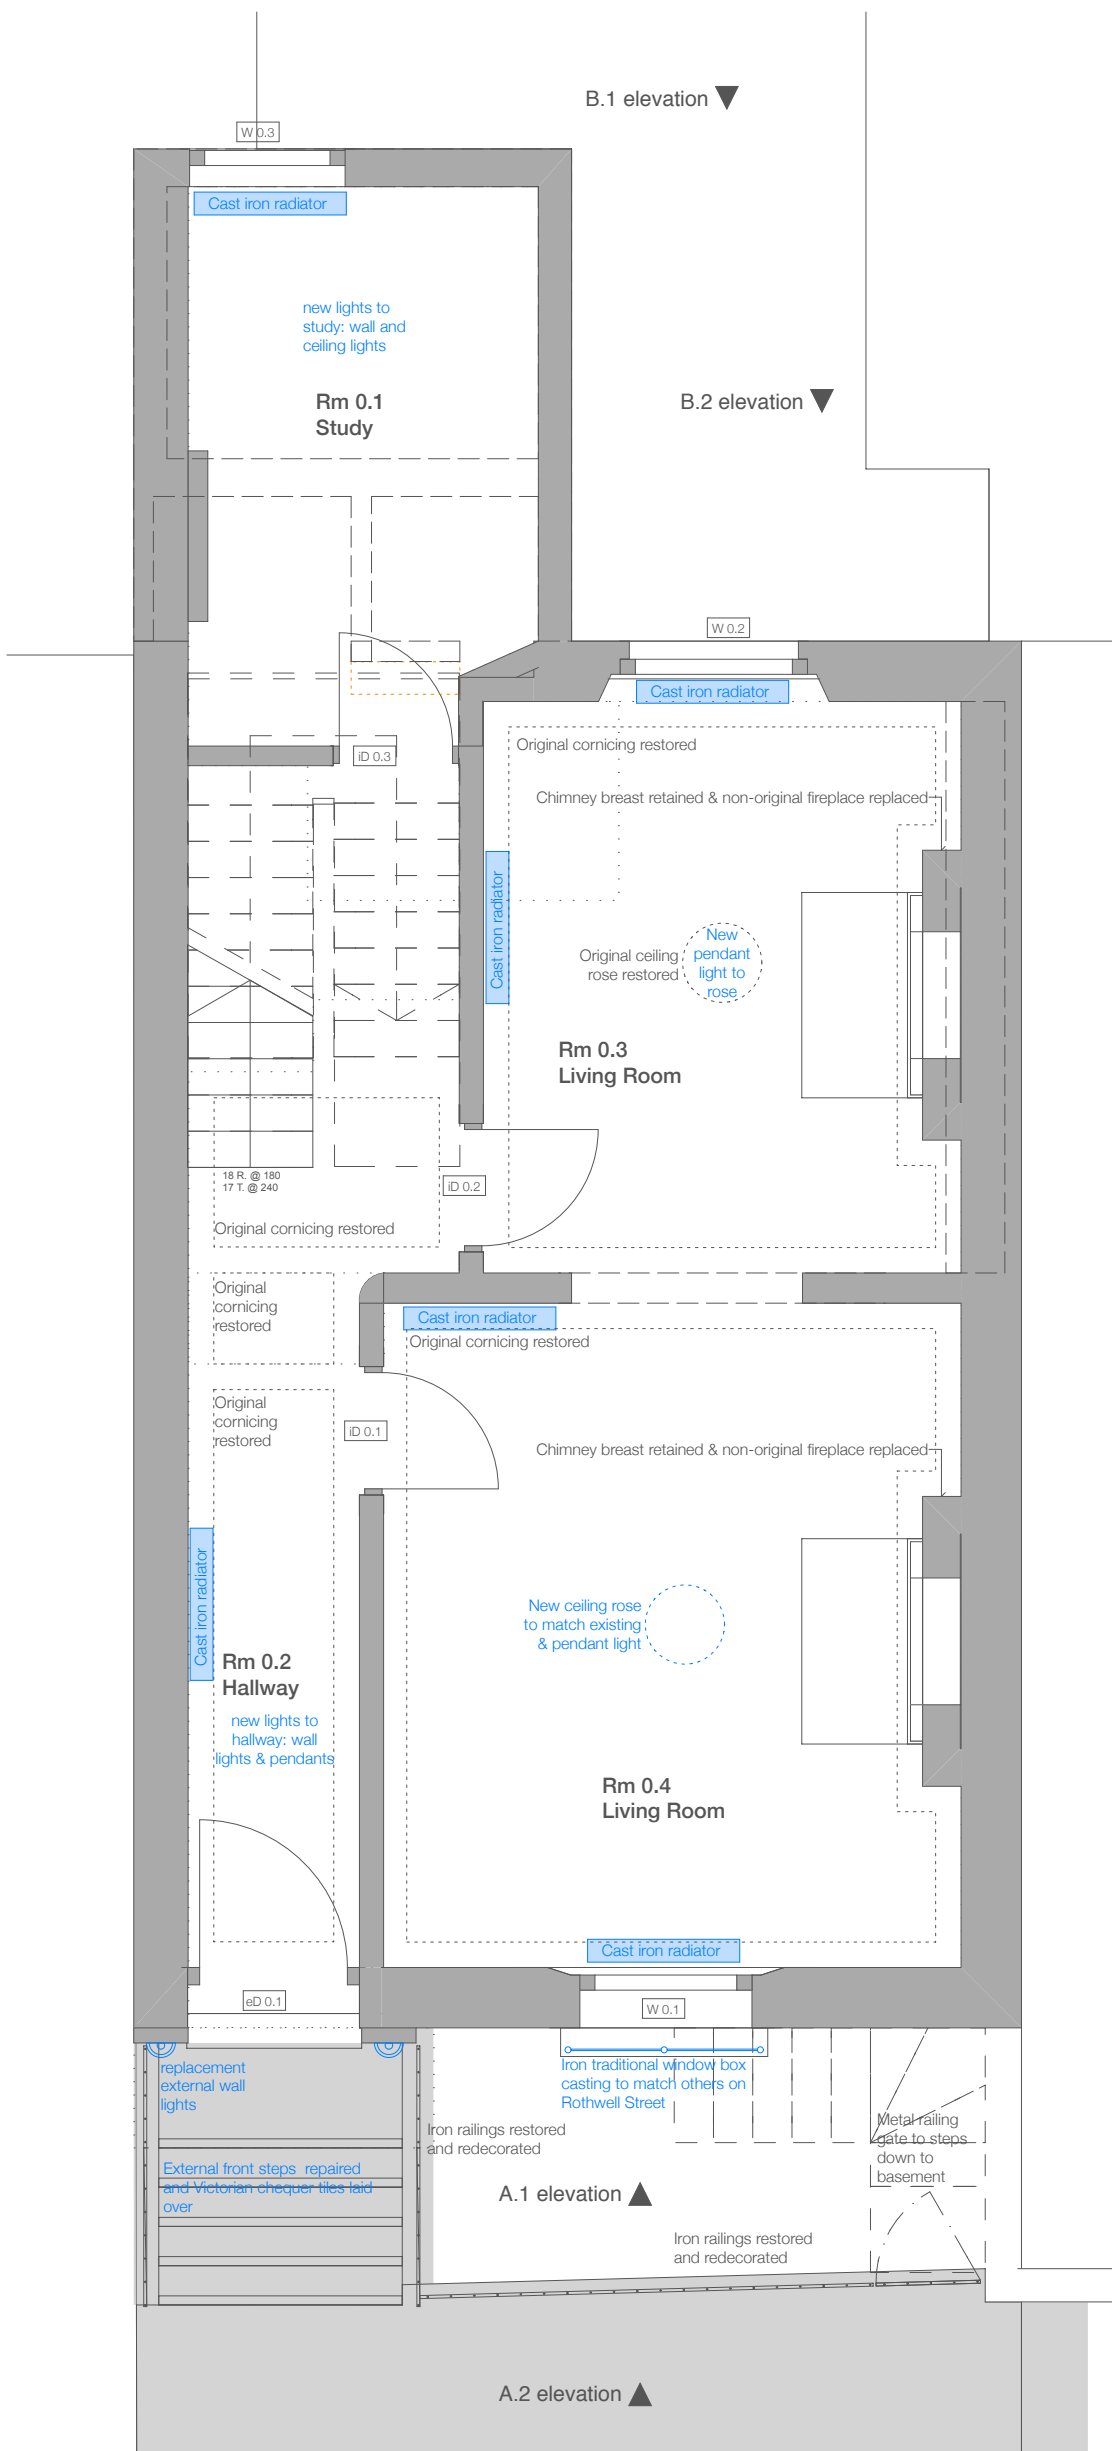 B.1 elevation
W 0.3
Cast iron radiator
new lights to
study: wall and
ceiling lights
Rm 0.1
Study
B.2 elevation
W 0.2
Cast iron radiator
Original cornicing restored
iD 0.3
Chimney breast retained & non-original fireplace replaced
Cast iron radiator
Original ceiling
rose restored
New
pendant
light to
rose
Rm 0.3
Living Room
18 R. @ 180
17 T. @ 240
iD 0.2
Original cornicing restored
Original
cornicing
restored
Cast iron radiator
Original cornicing restored
Original
cornicing
restored
iD 0.1
Chimney breast retained & non-original fireplace replaced
Cast iron radiator
New ceiling rose
to match existing
& pendant light
Rm 0.2
Hallway
new lights to
hallway: wall
lights & pendants
Rm 0.4
Living Room
Cast iron radiator
eD 0.1
W 0.1
replacement
external wall
lights
Iron traditional window box
casting to match others on
Rothwell Street
Iron railings restored
and redecorated
Metal railing
gate to steps
down to
basement
External front steps  repaired
and Victorian chequer tiles laid
over
A.1 elevation
Iron railings restored
and redecorated
A.2 elevation